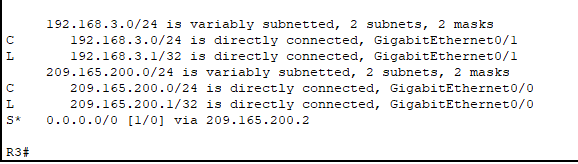 192.168.3.0/24 is variably subnetted, 2 subnets, 2 masks
C 192.168.3.0/24 is directly connected, GigabitEthernet0/1
L 192.168.3.1/32 is directly connected, GigabitEthernet0/1
209.165.200.0/24 is variably subnetted, 2 subnets, 2 masks
C 209.165.200.0/24 is directly connected, GigabitEthernet0/0
L 209.165.200.1/32 is directly connected, GigabitEthernet0/0
S* 0.0.0.0/0 [1/0] via 209.165.200.2
R3#